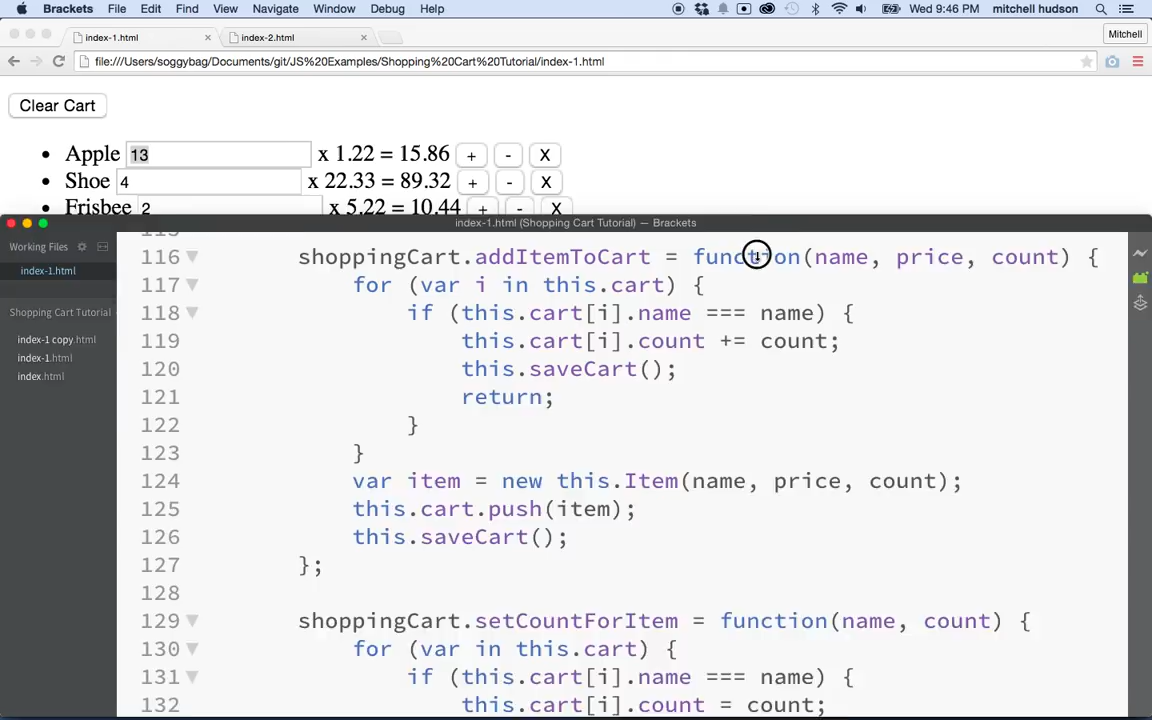 Brackets File Edit Find View Navigate Window Debug Help Wed 9:46 PM mitchell hudson
index-1.html index-2.html Mitchell
file:///Users/soggybag/Documents/git/JS%20Examples/Shopping%20Cart%20Tutorial/index-1.html
Clear Cart
• Apple 13 x 1.22 = 15.86 + - X
• Shoe 4 x 22.33 = 89.32 + - X
• Frisbee 2 x 5.22 = 10.44 + - X
index-1.html (Shopping Cart Tutorial) — Brackets
Working Files
index-1.html
Shopping Cart Tutorial
index-1 copy.html
index-1.html
index.html
115
116 shoppingCart.addItemToCart = function(name, price, count) {
117 for (var i in this.cart) {
118 if (this.cart[i].name === name) {
119 this.cart[i].count += count;
120 this.saveCart();
121 return;
122 }
123 }
124 var item = new this.Item(name, price, count);
125 this.cart.push(item);
126 this.saveCart();
127 };
128
129 shoppingCart.setCountForItem = function(name, count) {
130 for (var in this.cart) {
131 if (this.cart[i].name === name) {
132 this.cart[i].count = count;